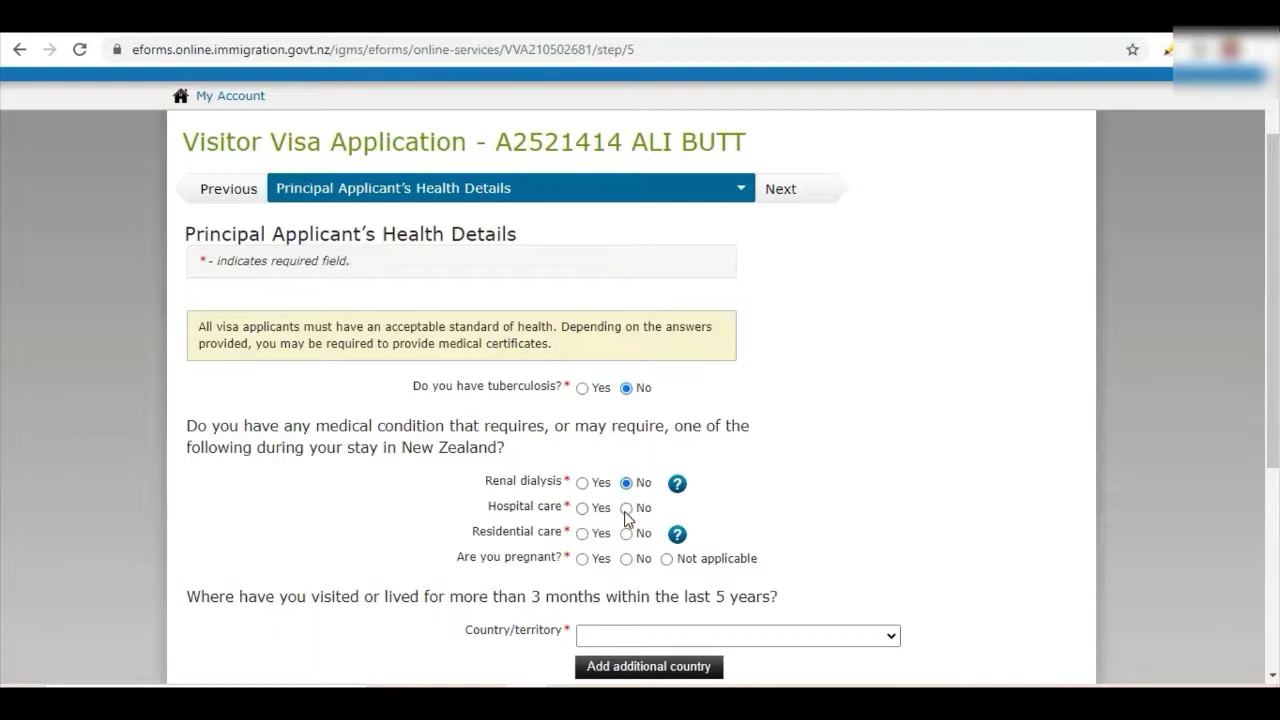 eforms.online.immigration.govt.nz/igms/eforms/online-services/VVA210502681/step/5
My Account
Visitor Visa Application - A2521414 ALI BUTT
Previous Principal Applicant's Health Details Next
Principal Applicant's Health Details
* - indicates required field.
All visa applicants must have an acceptable standard of health. Depending on the answers
provided, you may be required to provide medical certificates.
Do you have tuberculosis?* Yes No
Do you have any medical condition that requires, or may require, one of the
following during your stay in New Zealand?
Renal dialysis* Yes No ?
Hospital care* Yes No
Residential care* Yes No ?
Are you pregnant?* Yes No Not applicable
Where have you visited or lived for more than 3 months within the last 5 years?
Country/territory*
Add additional country